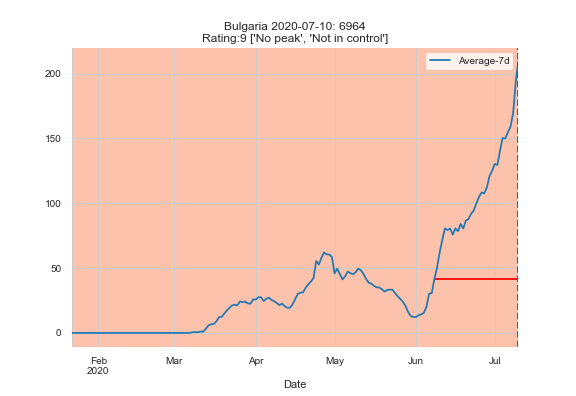 Bulgaria 2020-07-10: 6964
Rating:9 ['No peak', 'Not in control']
Average-7d
200
150
100
50
0
Feb Mar Apr May Jun Jul
2020
Date